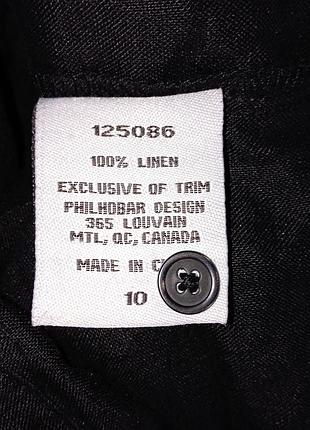 125086
100% LINEN
EXCLUSIVE OF TRIM
PHILHOBAR DESIGN
365 LOUVAIN
MTL, QC, CANADA
MADE IN
10